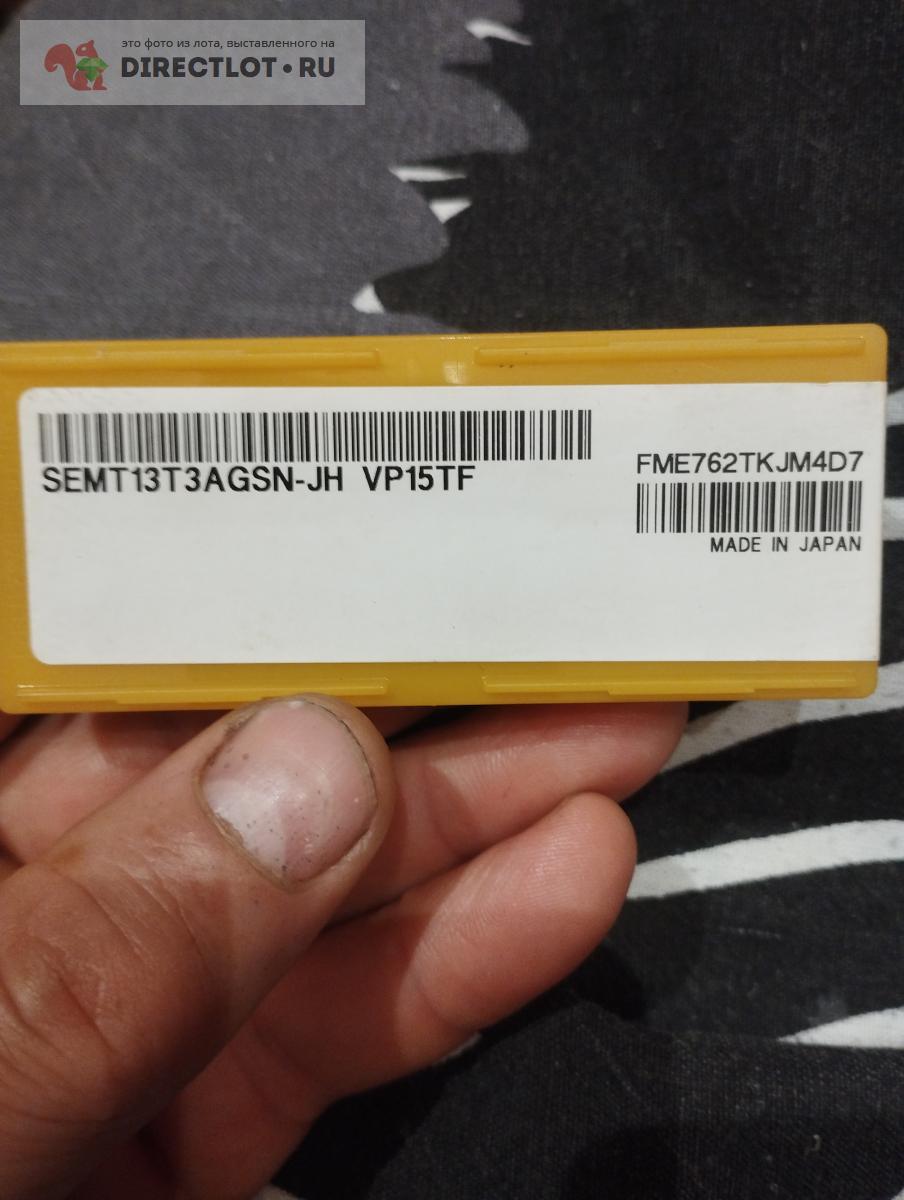 это фото из лота, выставленного на
DIRECTLOT•RU
SEMT13T3AGSN-JH VP15TF
FME762TKJM4D7
MADE IN JAPAN